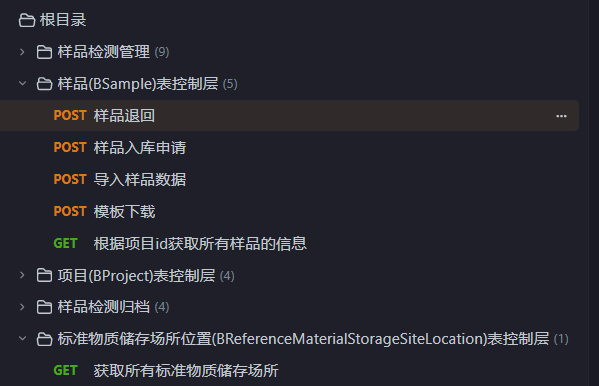 根目录
样品检测管理 (9)
样品(BSample)表控制层 (5)
POST 样品退回
POST 样品入库申请
POST 导入样品数据
POST 模板下载
GET 根据项目id获取所有样品的信息
项目(BProject)表控制层 (4)
样品检测归档 (4)
标准物质储存场所位置(BReferenceMaterialStorageSiteLocation)表控制层 (1)
GET 获取所有标准物质储存场所